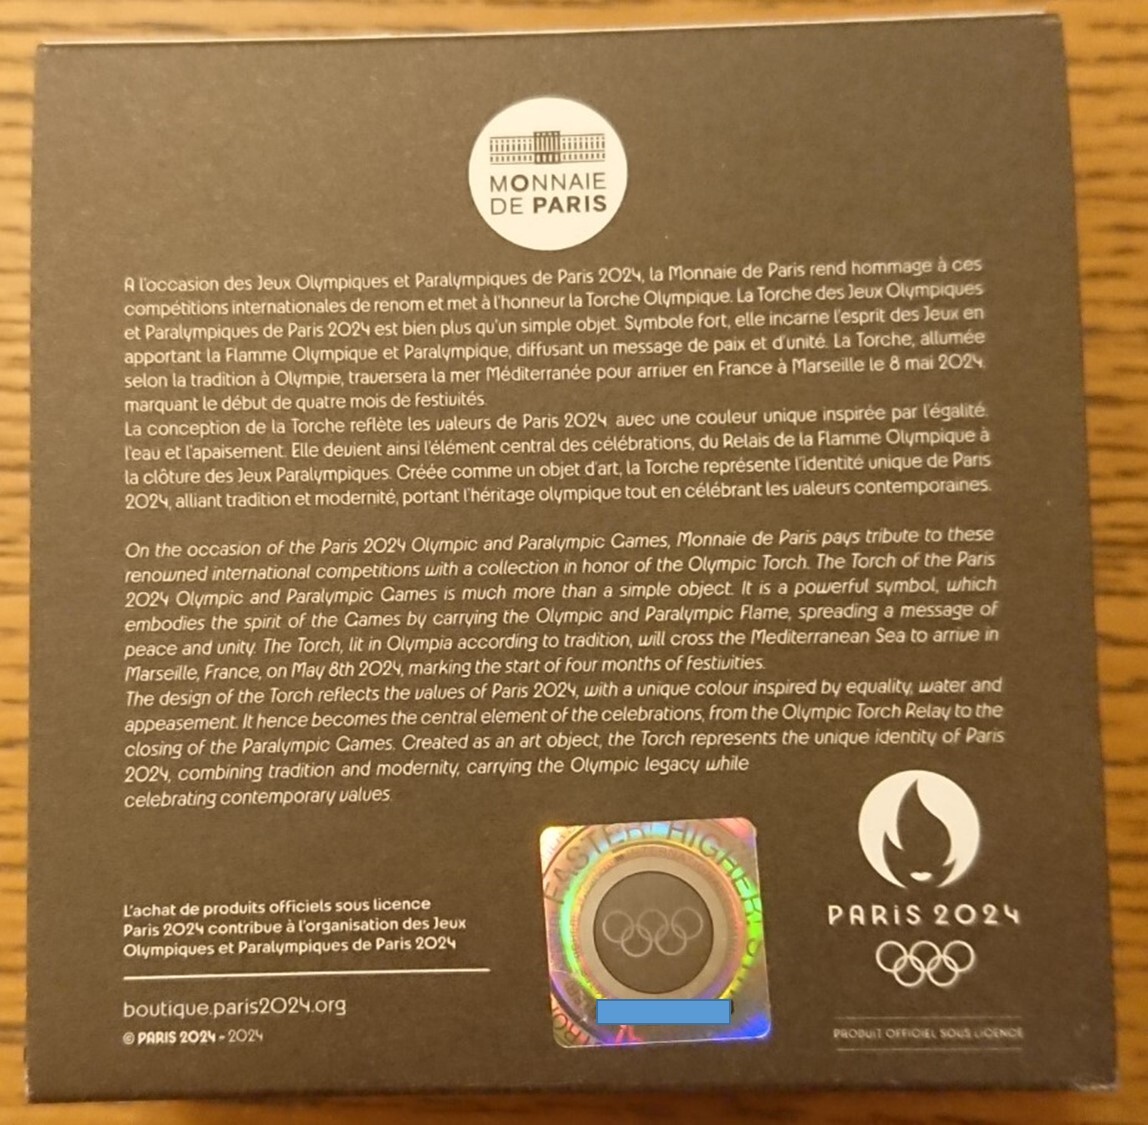 MONNAIE
DE PARIS
A l'occasion des Jeux Olympiques et Paralympiques de Paris 2024, la Monnaie de Paris rend hommage à ces
compétitions internationales de renom et met à l'honneur la Torche Olympique. La Torche des Jeux Olympiques
et Paralympiques de Paris 2024 est bien plus qu'un simple objet. Symbole fort, elle incarne l'esprit des Jeux en
apportant la Flamme Olympique et Paralympique, diffusant un message de paix et d'unité. La Torche, allumée
selon la tradition à Olympie, traversera la mer Méditerranée pour arriver en France à Marseille le 8 mai 2024,
marquant le début de quatre mois de festivités.
La conception de la Torche reflète les valeurs de Paris 2024 avec une couleur unique inspirée par l'égalité,
l'eau et l'apaisement. Elle devient ainsi l'élément central des célébrations, du Relais de la Flamme Olympique à
la clôture des Jeux Paralympiques. Créée comme un objet d'art, la Torche représente l'identité unique de Paris
2024, alliant tradition et modernité, portant l'héritage olympique tout en célébrant les valeurs contemporaines.
On the occasion of the Paris 2024 Olympic and Paralympic Games, Monnaie de Paris pays tribute to these
renowned international competitions with a collection in honor of the Olympic Torch. The Torch of the Paris
2024 Olympic and Paralympic Games is much more than a simple object. It is a powerful symbol, which
embodies the spirit of the Games by carrying the Olympic and Paralympic Flame, spreading a message of
peace and unity. The Torch, lit in Olympia according to tradition, will cross the Mediterranean Sea to arrive in
Marseille, France, on May 8th 2024, marking the start of four months of festivities.
The design of the Torch reflects the values of Paris 2024, with a unique colour inspired by equality, water and
appeasement. It hence becomes the central element of the celebrations, from the Olympic Torch Relay to the
closing of the Paralympic Games. Created as an art object, the Torch represents the unique identity of Paris
2024, combining tradition and modernity, carrying the Olympic legacy while
celebrating contemporary values.
FASTER! HIGHER!
L'achat de produits officiels sous licence
Paris 2024 contribue à l'organisation des Jeux
Olympiques et Paralympiques de Paris 2024
boutique.paris2024.org
© PARIS 2024 - 2024
PARIS 2024
PRODUIT OFFICIEL SOUS LICENCE